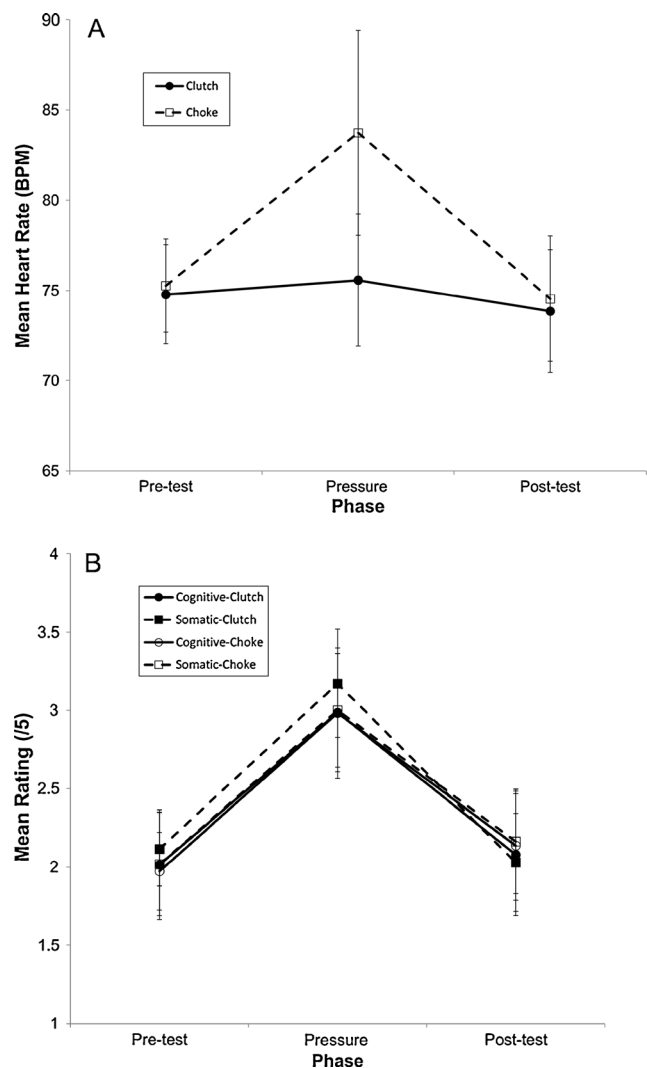 A
Mean Heart Rate (BPM)
90
85
80
75
70
65
Clutch
Choke
Pre-test
Pressure
Post-test
Phase
B
Mean Rating (/5)
4
3.5
3
2.5
2
1.5
1
Cognitive-Clutch
Somatic-Clutch
Cognitive-Choke
Somatic-Choke
Pre-test
Pressure
Post-test
Phase